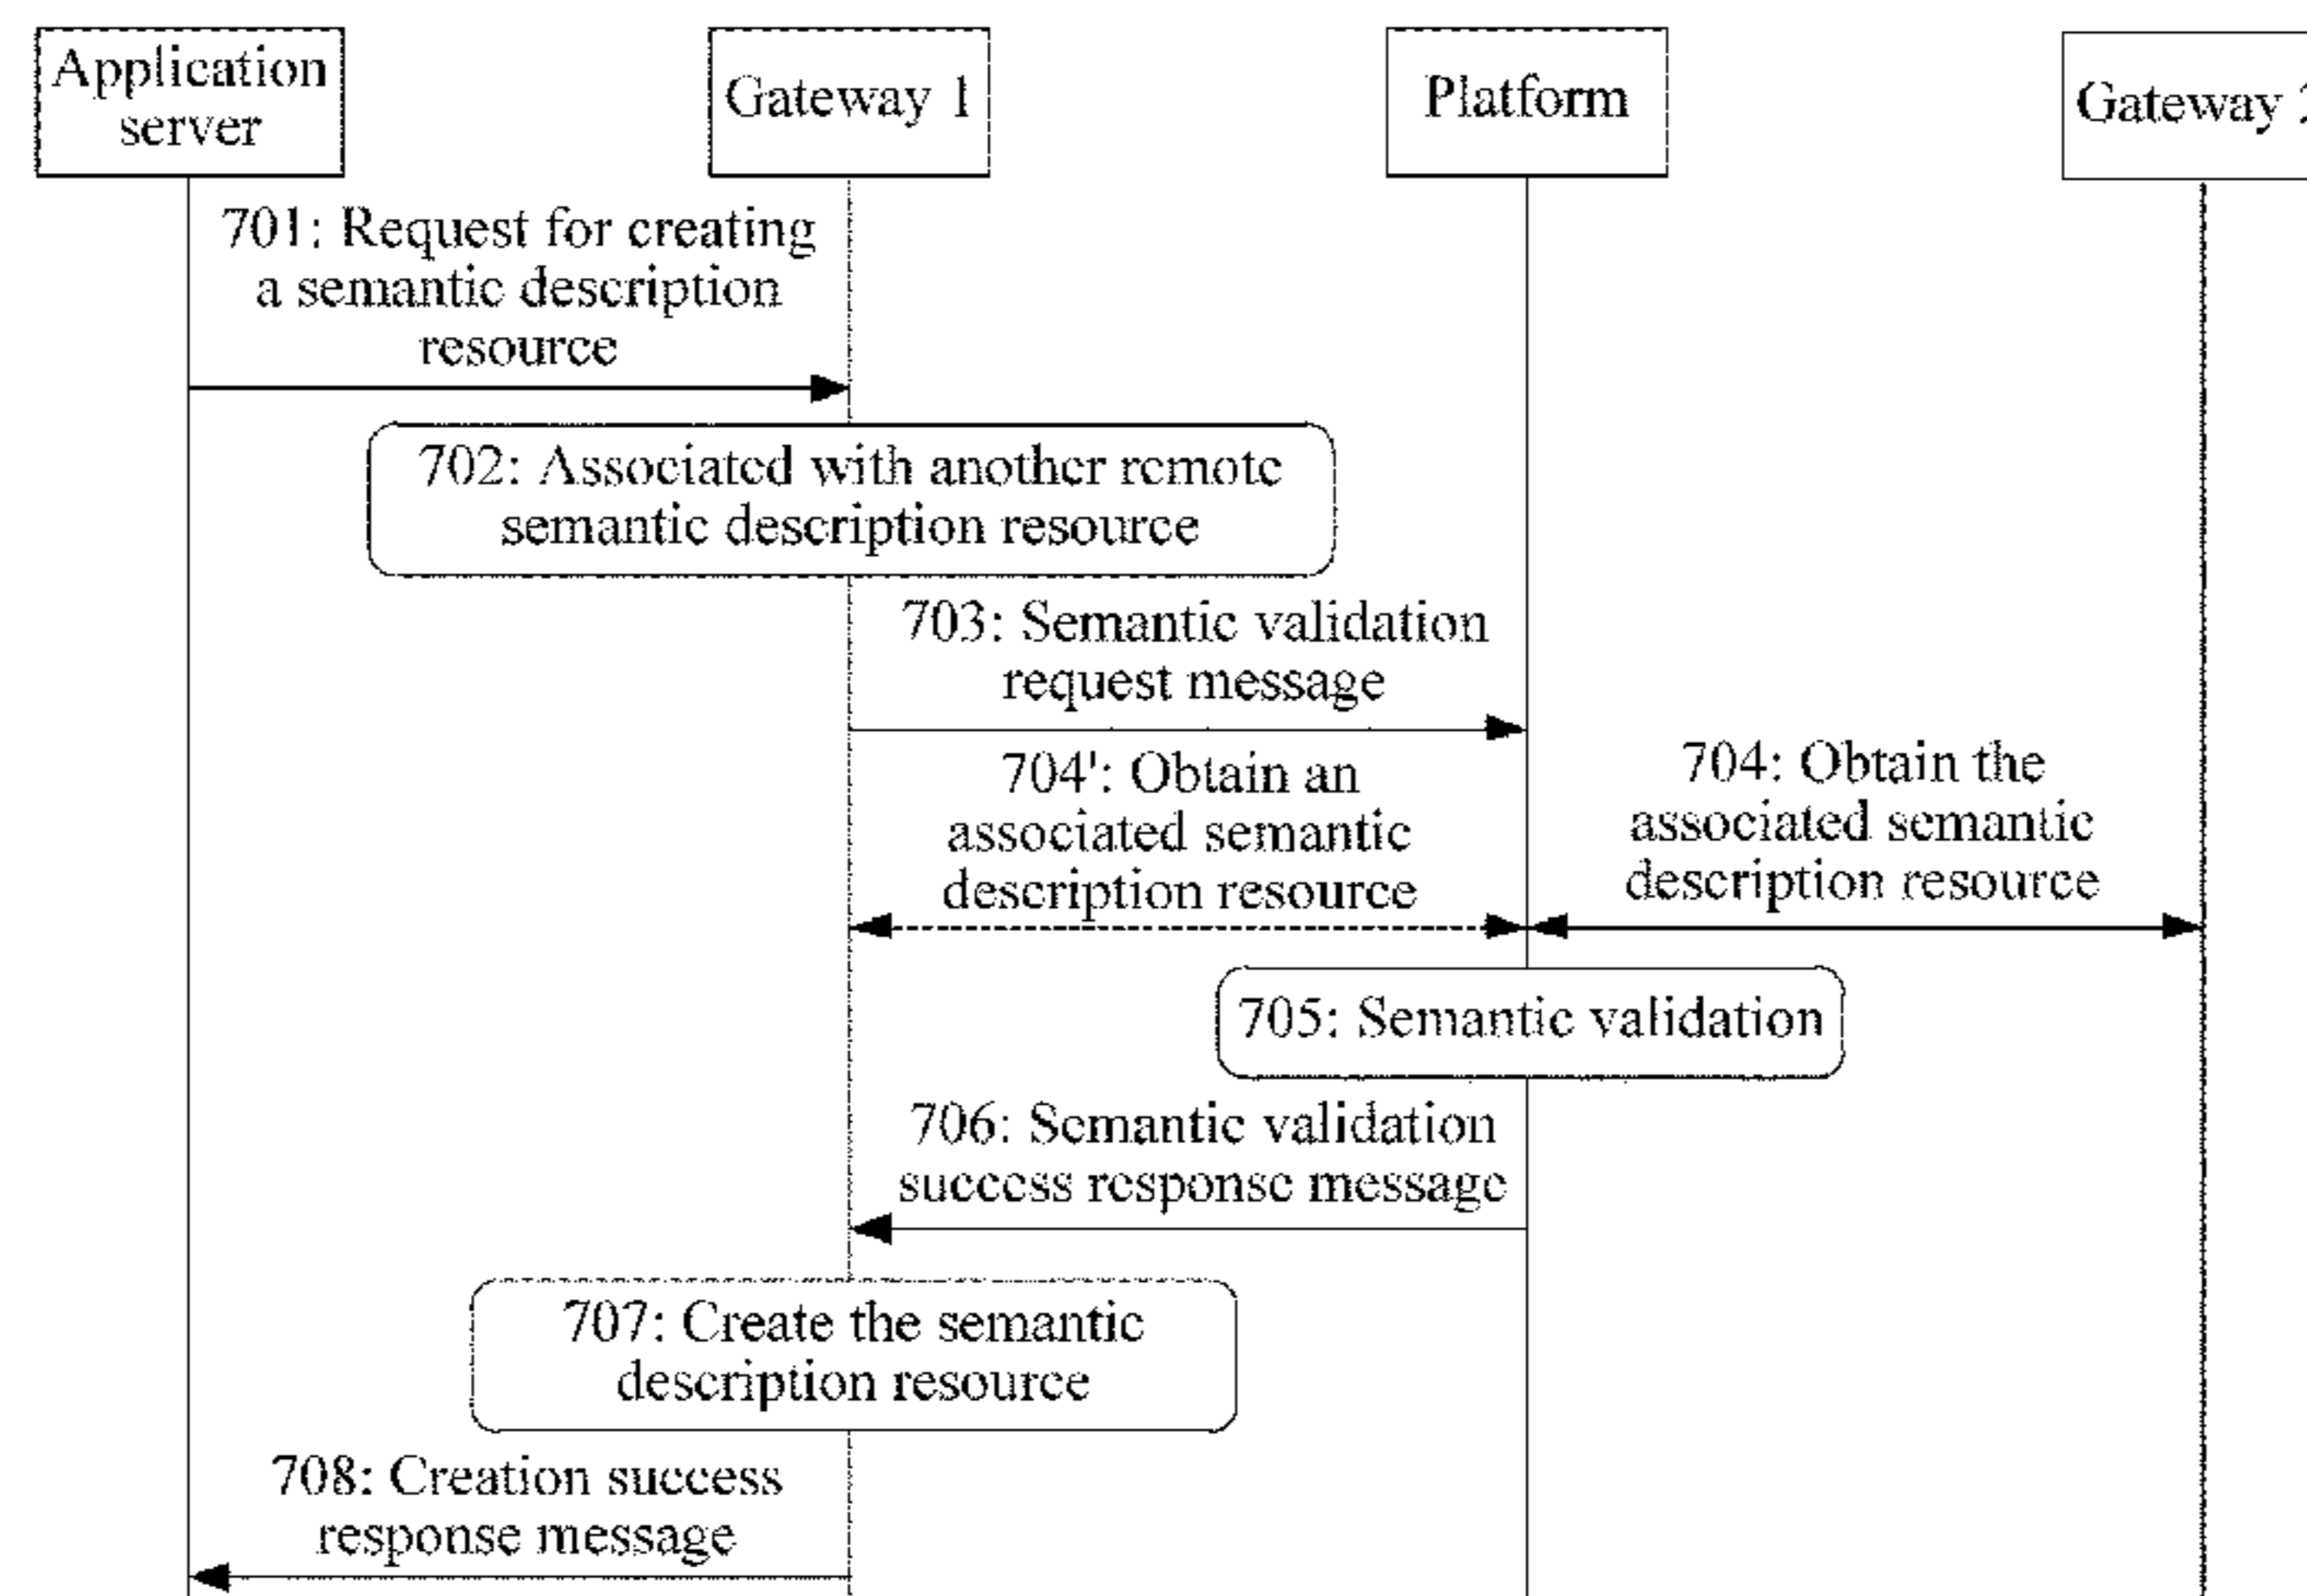 Application
server
Gateway 1
Platform
Gateway
701: Request for creating
a semantic description
resource
702: Associated with another remote
semantic description resource
703: Semantic validation
request message
704': Obtain an
associated semantic
description resource
704: Obtain the
associated semantic
description resource
705: Semantic validation
706: Semantic validation
success response message
707: Create the semantic
description resource
708: Creation success
response message